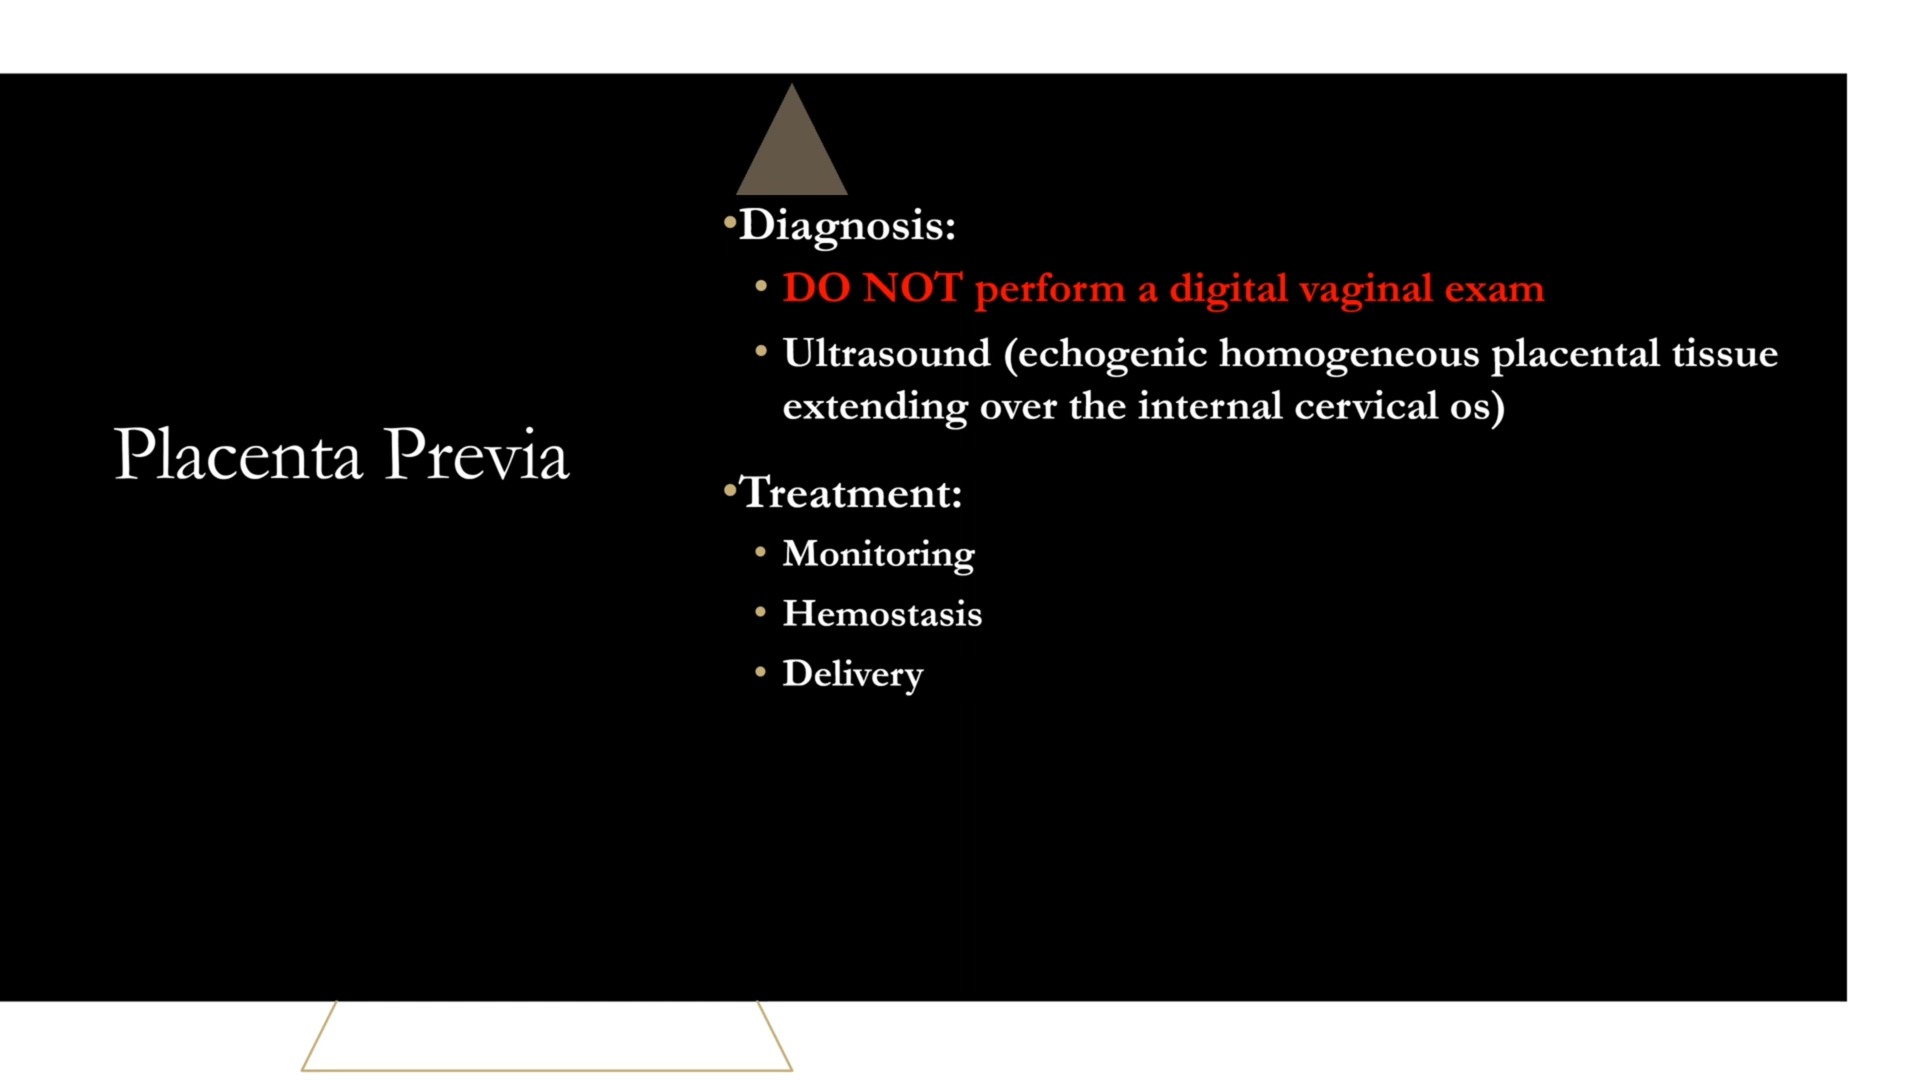 Placenta Previa
•Diagnosis:
• DO NOT perform a digital vaginal exam
• Ultrasound (echogenic homogeneous placental tissue
extending over the internal cervical os)
•Treatment:
• Monitoring
• Hemostasis
• Delivery